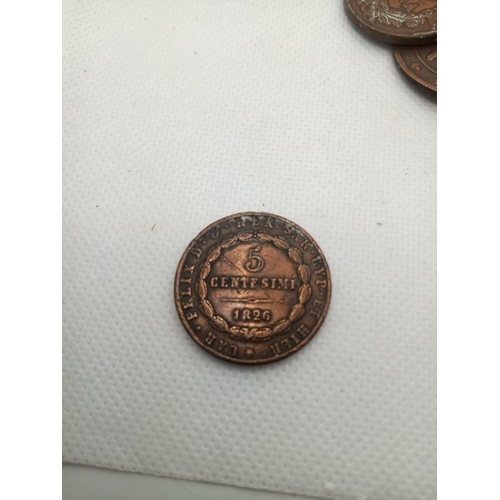 CAR · FELIX D · G · REX SAR · CYP · ET HIER ·
5
CENTESIMI
1826